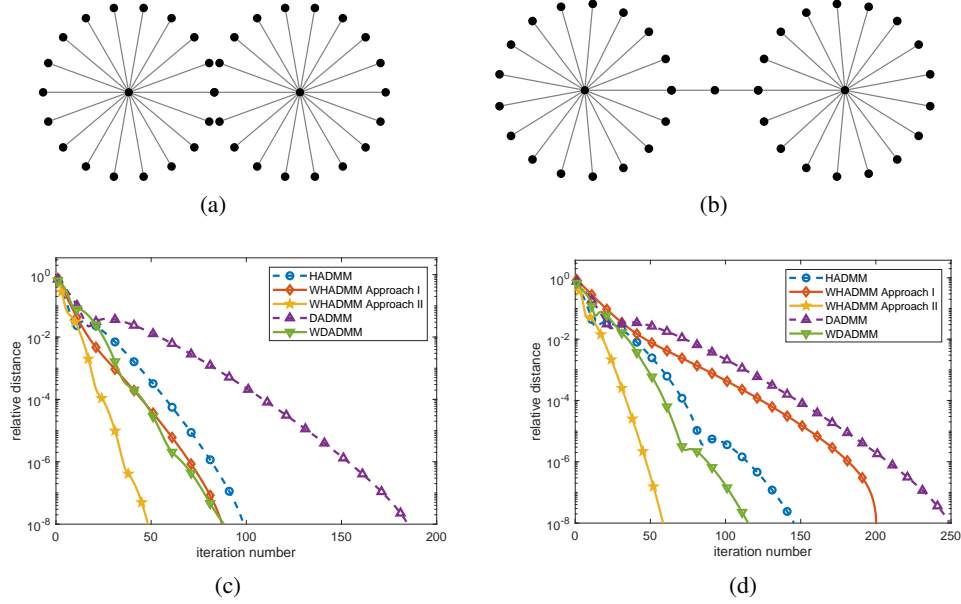 (a)
(b)
10^0
10^-2
10^-4
10^-6
10^-8
relative distance
0
50
100
150
200
iteration number
HADMM
WHADMM Approach I
WHADMM Approach II
DADMM
WDADMM
(c)
10^0
10^-2
10^-4
10^-6
10^-8
relative distance
0
50
100
150
200
250
iteration number
HADMM
WHADMM Approach I
WHADMM Approach II
DADMM
WDADMM
(d)